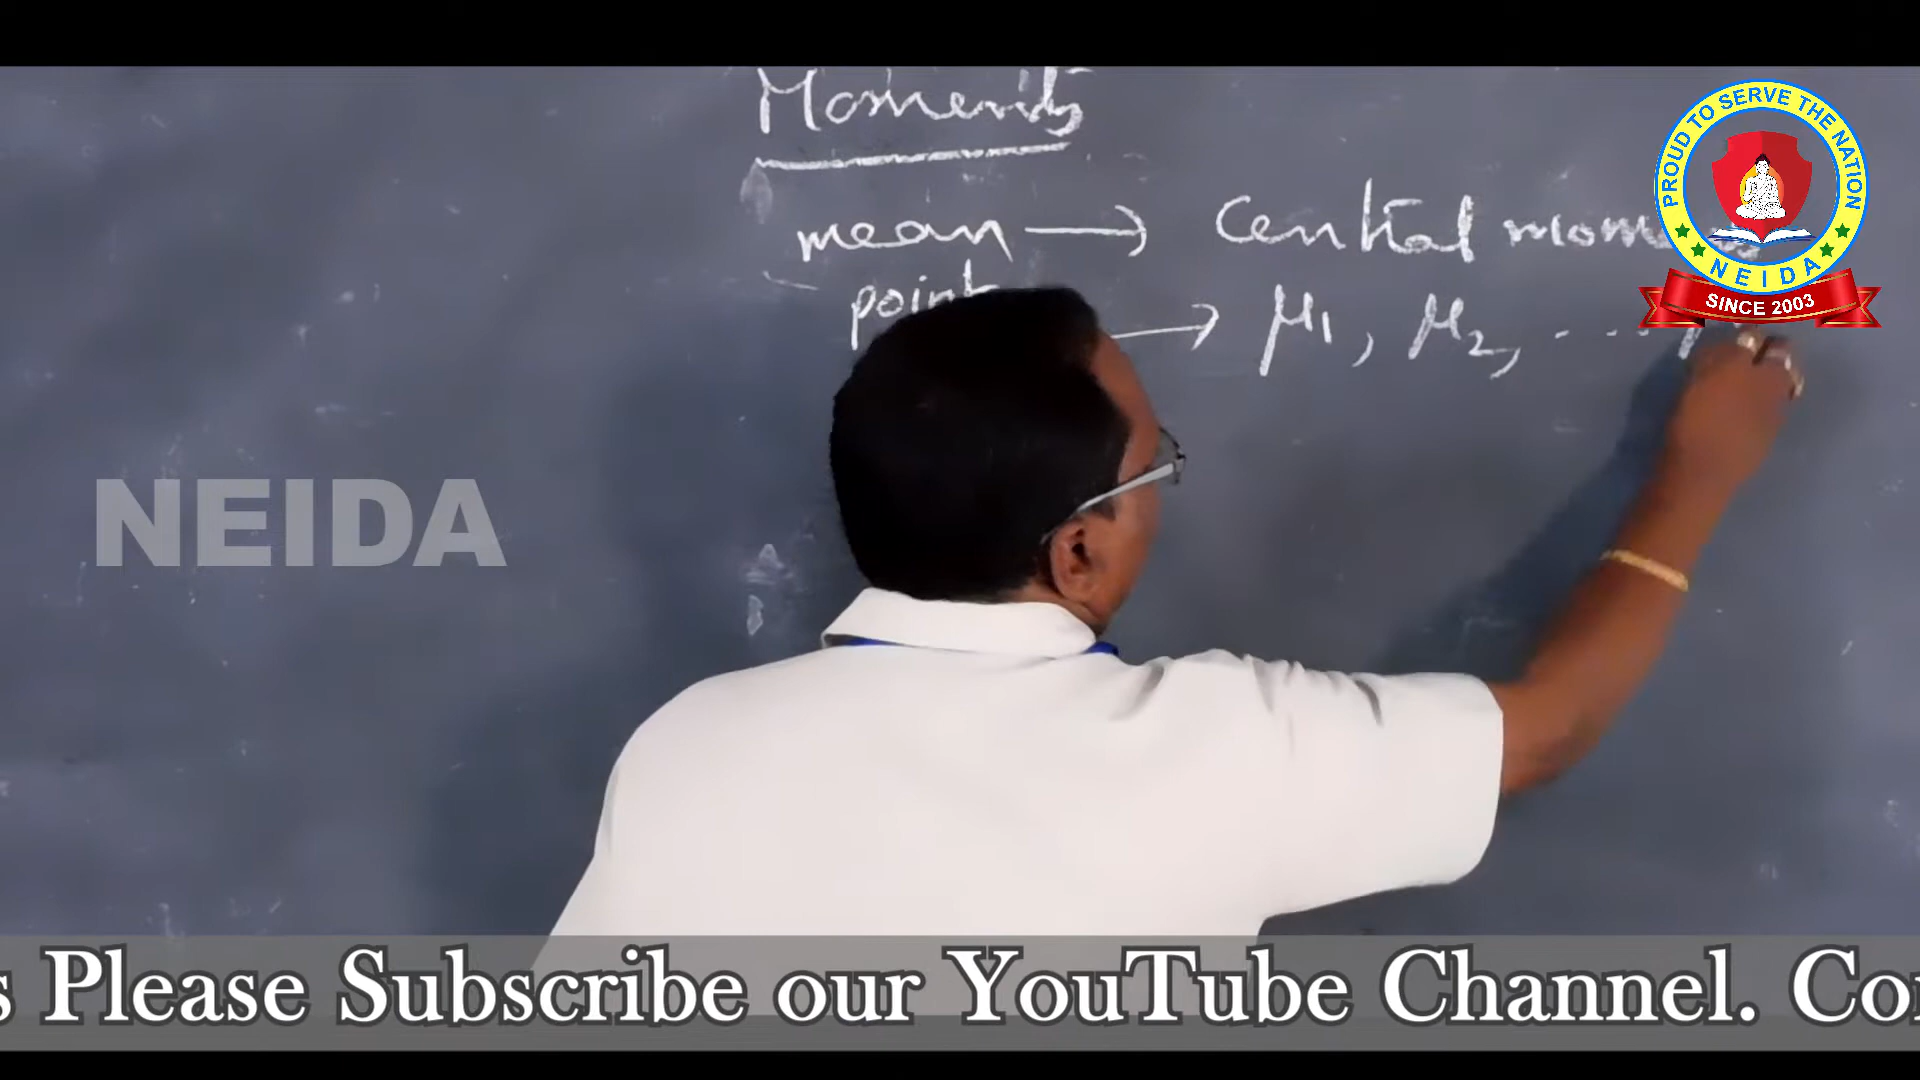 Moments
mean → Central moments
point
→ μ₁, μ₂, ....
PROUD TO SERVE THE NATION
NEIDA
SINCE 2003
NEIDA
s Please Subscribe our YouTube Channel. Co